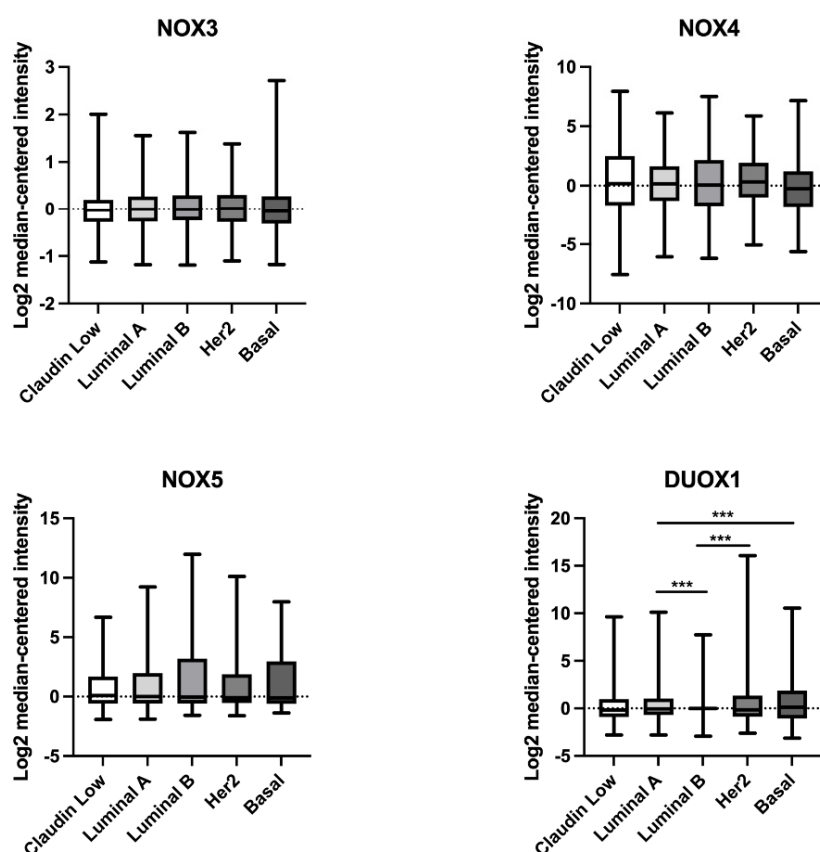 NOX3
Log2 median-centered intensity
3
2
1
0
-1
-2
Claudin Low
Luminal A
Luminal B
Her2
Basal
NOX4
Log2 median-centered intensity
10
5
0
-5
-10
Claudin Low
Luminal A
Luminal B
Her2
Basal
NOX5
Log2 median-centered intensity
15
10
5
0
-5
Claudin Low
Luminal A
Luminal B
Her2
Basal
DUOX1
Log2 median-centered intensity
20
15
10
5
0
-5
***
***
***
Claudin Low
Luminal A
Luminal B
Her2
Basal